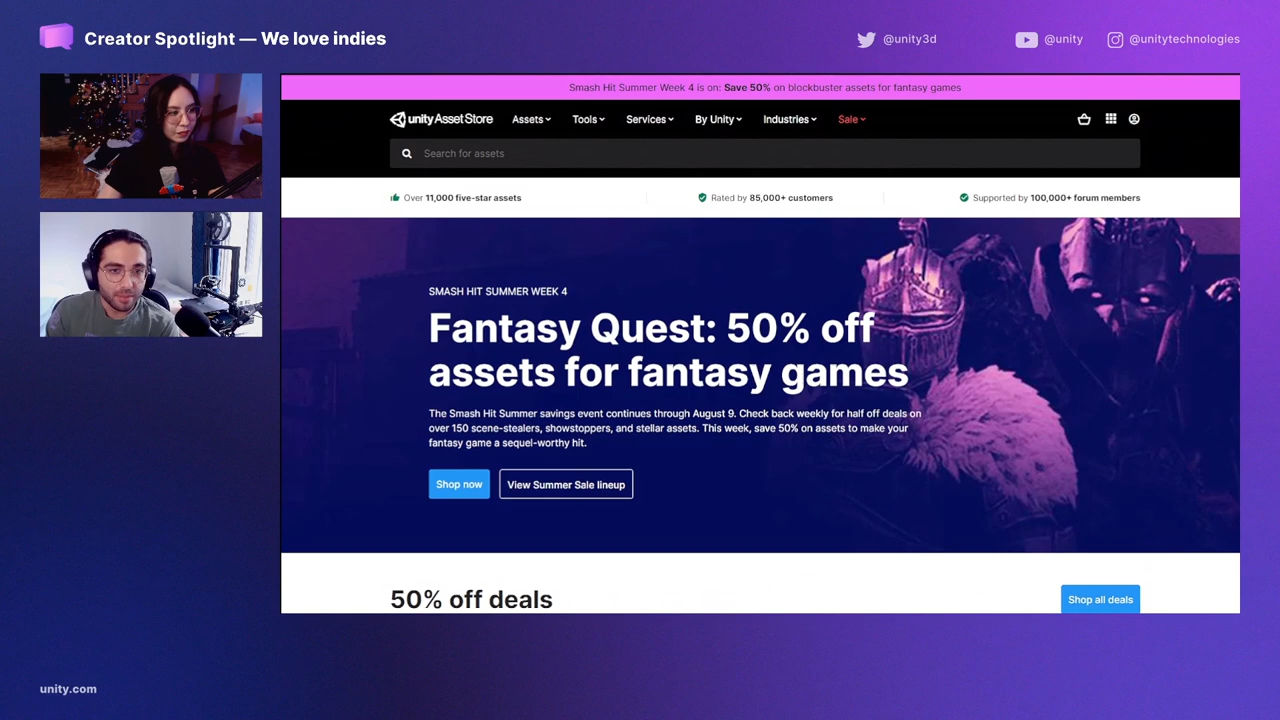 Creator Spotlight — We love indies
@unity3d
@unity
@unitytechnologies
Smash Hit Summer Week 4 is on: Save 50% on blockbuster assets for fantasy games
unity Asset Store
Assets
Tools
Services
By Unity
Industries
Sale
Search for assets
Over 11,000 five-star assets
Rated by 85,000+ customers
Supported by 100,000+ forum members
SMASH HIT SUMMER WEEK 4
Fantasy Quest: 50% off
assets for fantasy games
The Smash Hit Summer savings event continues through August 9. Check back weekly for half off deals on
over 150 scene-stealers, showstoppers, and stellar assets. This week, save 50% on assets to make your
fantasy game a sequel-worthy hit.
Shop now
View Summer Sale lineup
50% off deals
Shop all deals
unity.com